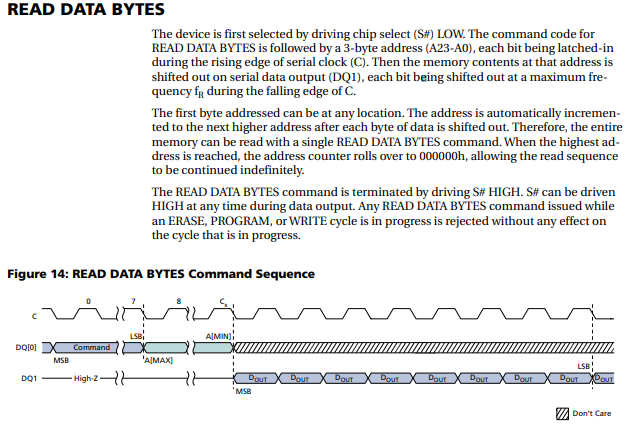 READ DATA BYTES
The device is first selected by driving chip select (S#) LOW. The command code for
READ DATA BYTES is followed by a 3-byte address (A23-A0), each bit being latched-in
during the rising edge of serial clock (C). Then the memory contents at that address is
shifted out on serial data output (DQ1), each bit being shifted out at a maximum fre-
quency fR during the falling edge of C.
The first byte addressed can be at any location. The address is automatically incremen-
ted to the next higher address after each byte of data is shifted out. Therefore, the entire
memory can be read with a single READ DATA BYTES command. When the highest ad-
dress is reached, the address counter rolls over to 000000h, allowing the read sequence
to be continued indefinitely.
The READ DATA BYTES command is terminated by driving S# HIGH. S# can be driven
HIGH at any time during data output. Any READ DATA BYTES command issued while
an ERASE, PROGRAM, or WRITE cycle is in progress is rejected without any effect on
the cycle that is in progress.
Figure 14: READ DATA BYTES Command Sequence
0 7 8 Cx
C
LSB A[MIN]
DQ[0] Command
MSB A[MAX]
LSB
DQ1 High-Z DOUT DOUT DOUT DOUT DOUT DOUT DOUT DOUT DOUT
MSB
Don't Care